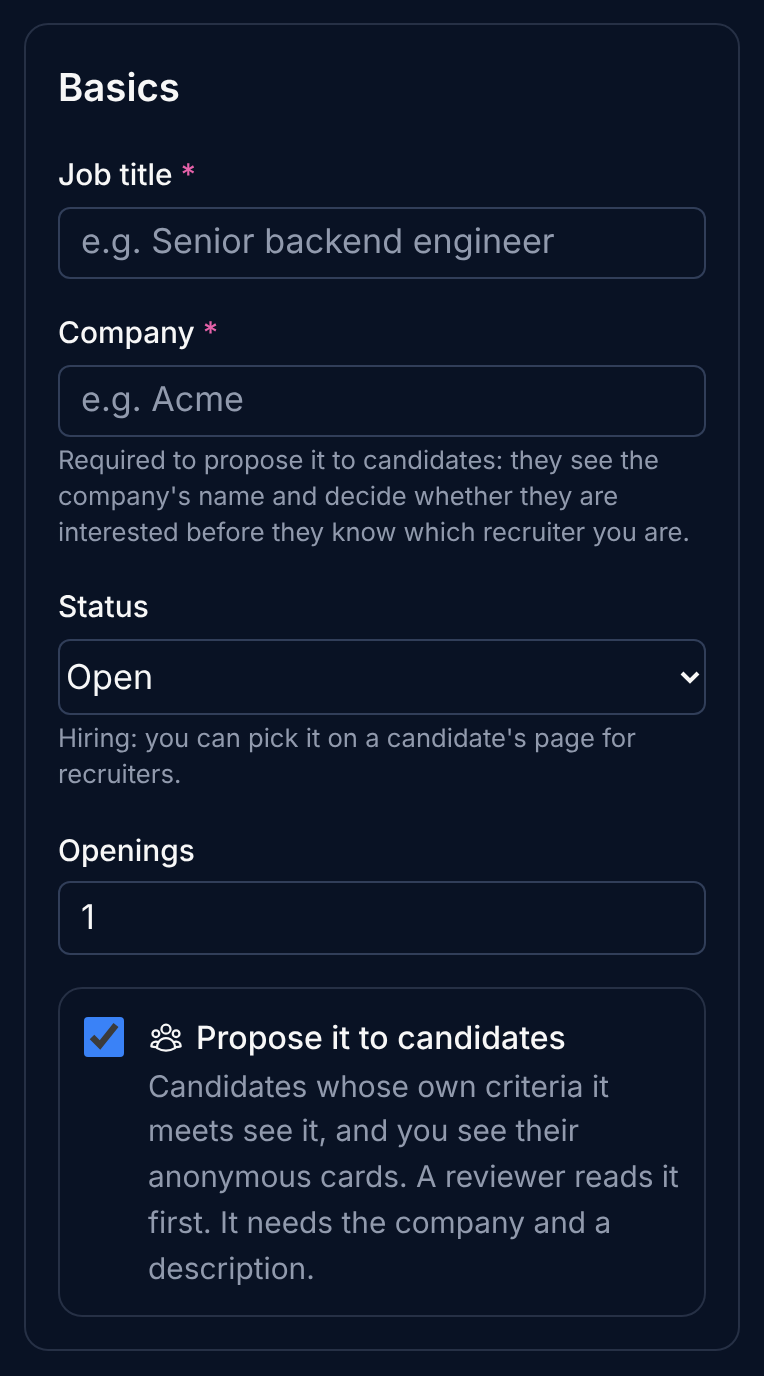 Basics
Job title *
e.g. Senior backend engineer
Company *
e.g. Acme
Required to propose it to candidates: they see the
company's name and decide whether they are
interested before they know which recruiter you are.
Status
Open
Hiring: you can pick it on a candidate's page for
recruiters.
Openings
1
Propose it to candidates
Candidates whose own criteria it
meets see it, and you see their
anonymous cards. A reviewer reads it
first. It needs the company and a
description.